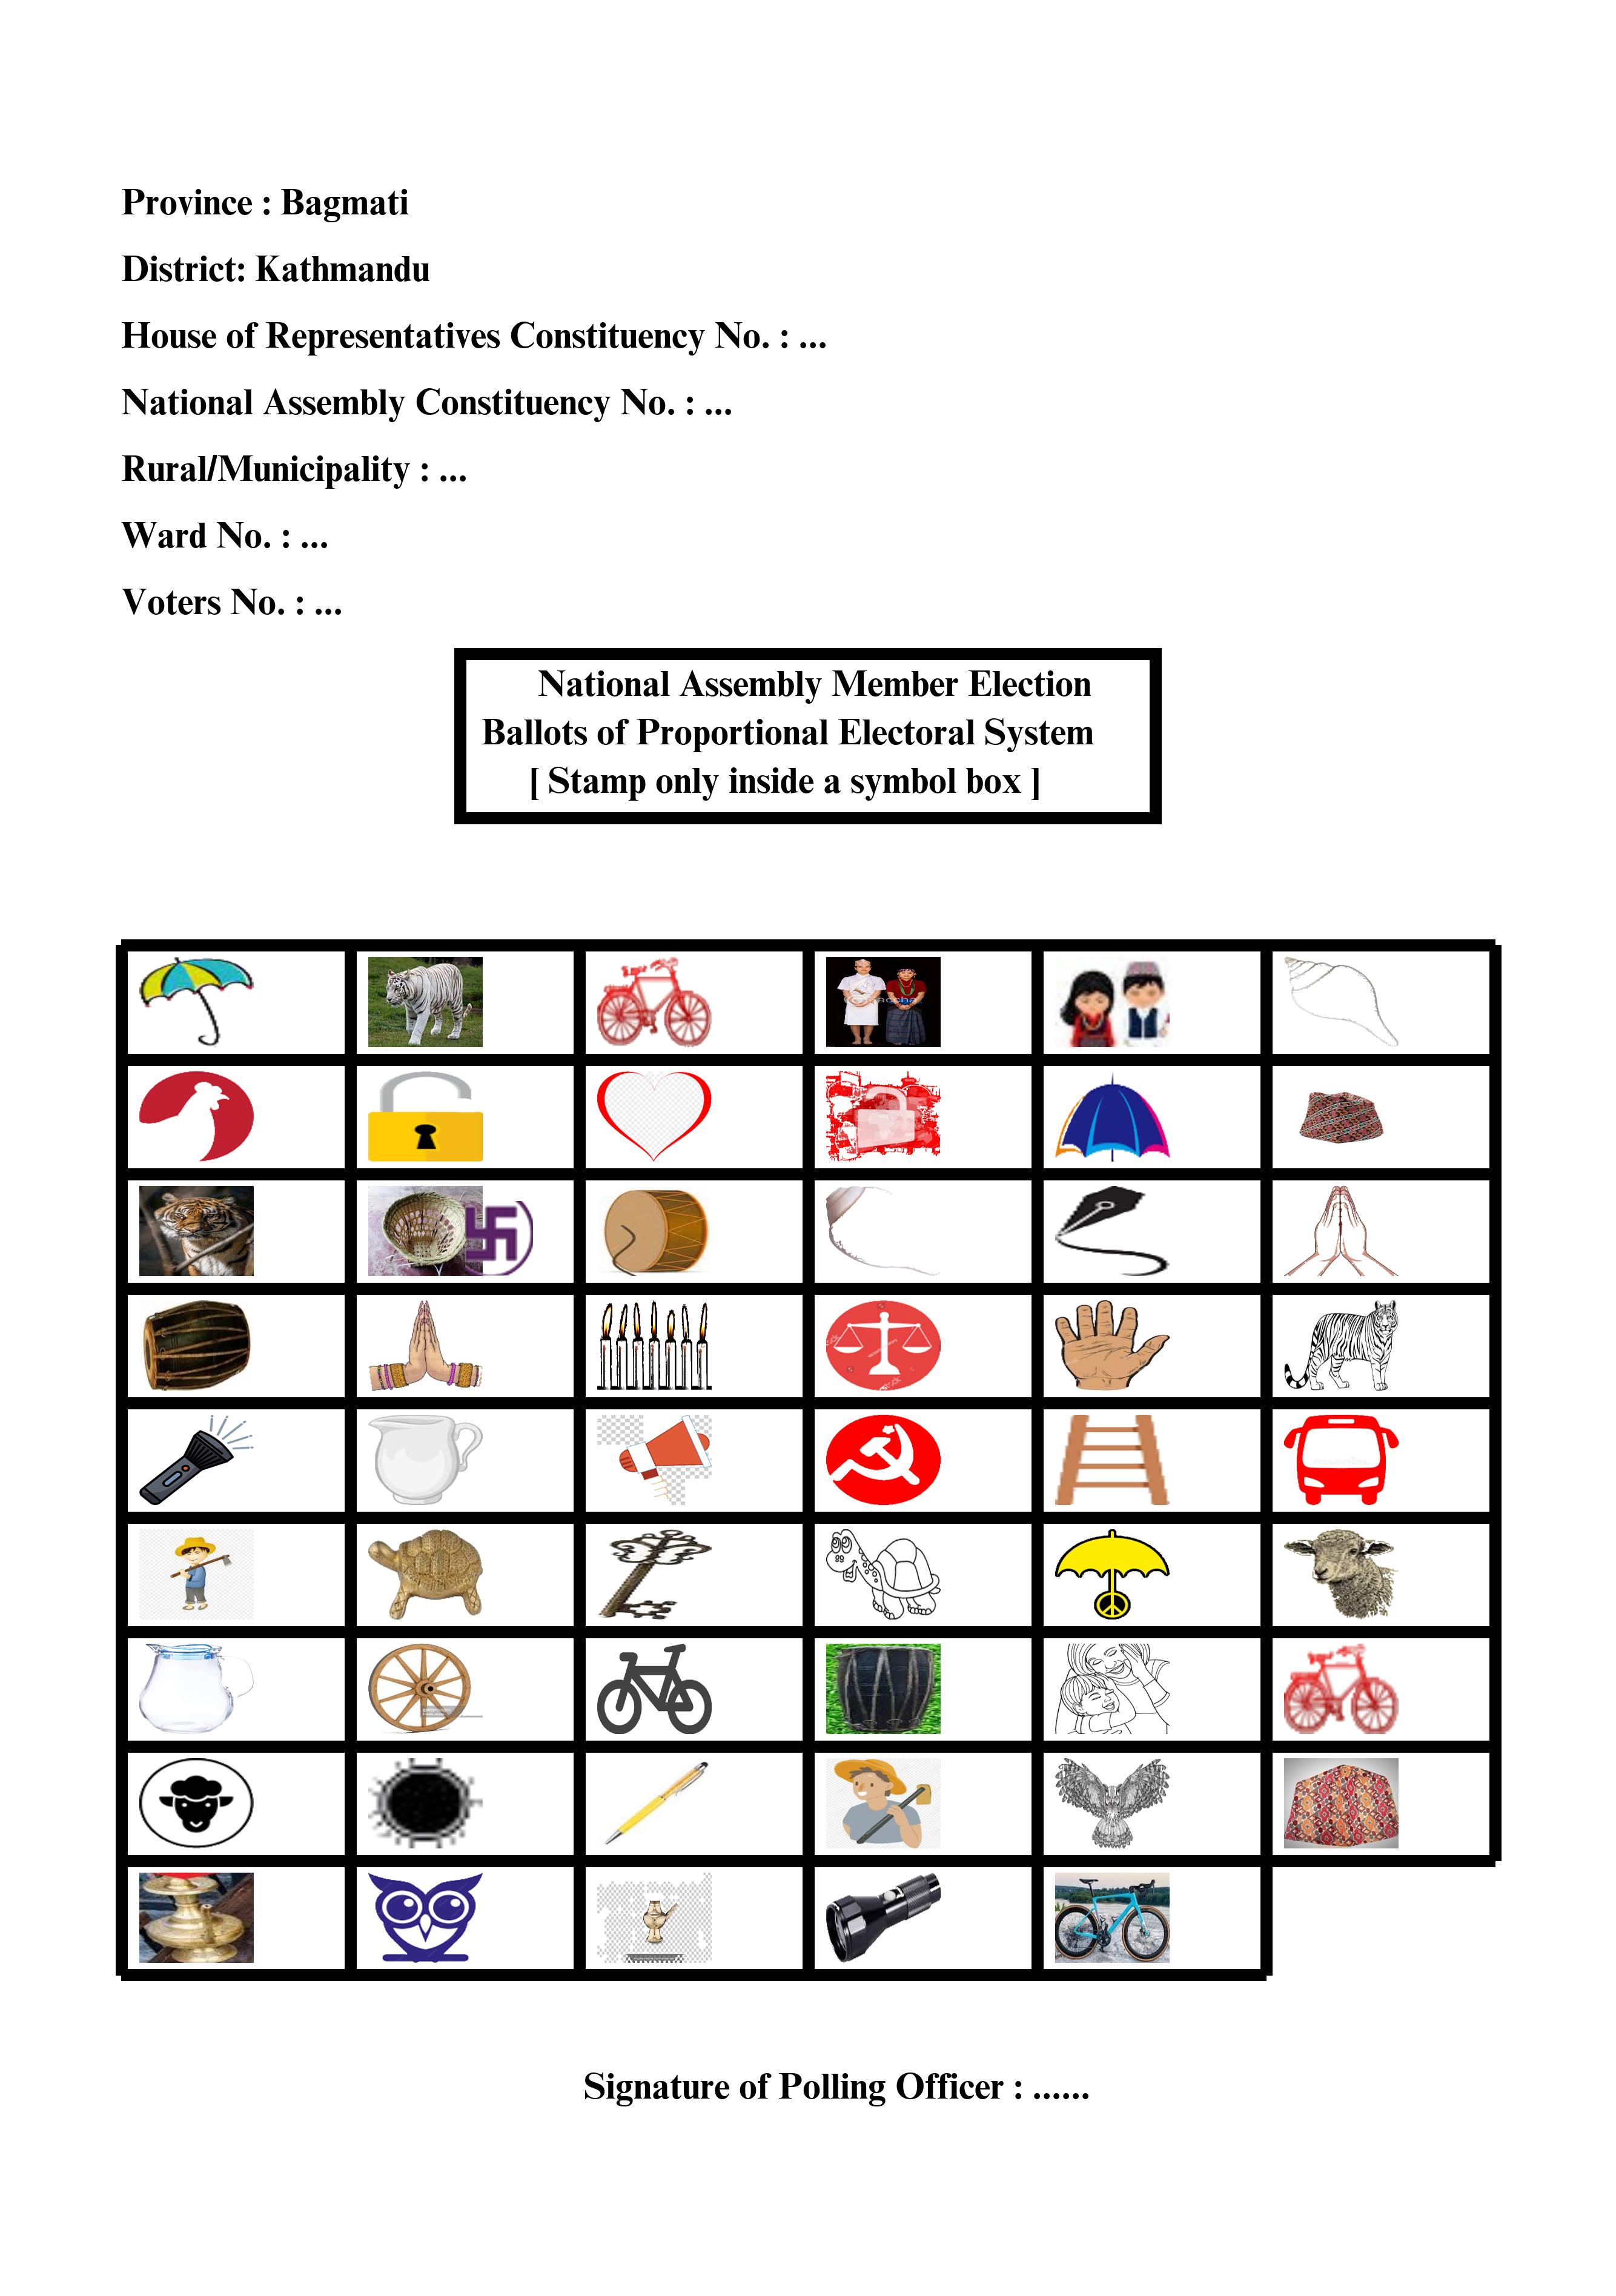 Province : Bagmati
District: Kathmandu
House of Representatives Constituency No. : ...
National Assembly Constituency No. : ...
Rural/Municipality : ...
Ward No. : ...
Voters No. : ...
National Assembly Member Election
Ballots of Proportional Electoral System
[ Stamp only inside a symbol box ]
Signature of Polling Officer : ......